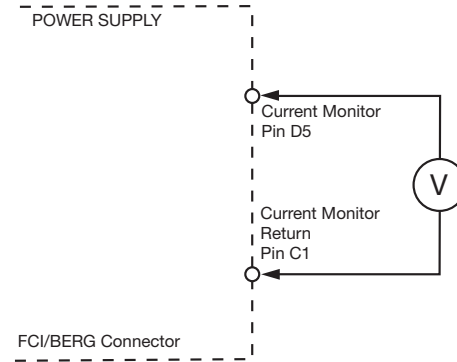 POWER SUPPLY
Current Monitor
Pin D5
V
Current Monitor
Return
Pin C1
FCI/BERG Connector